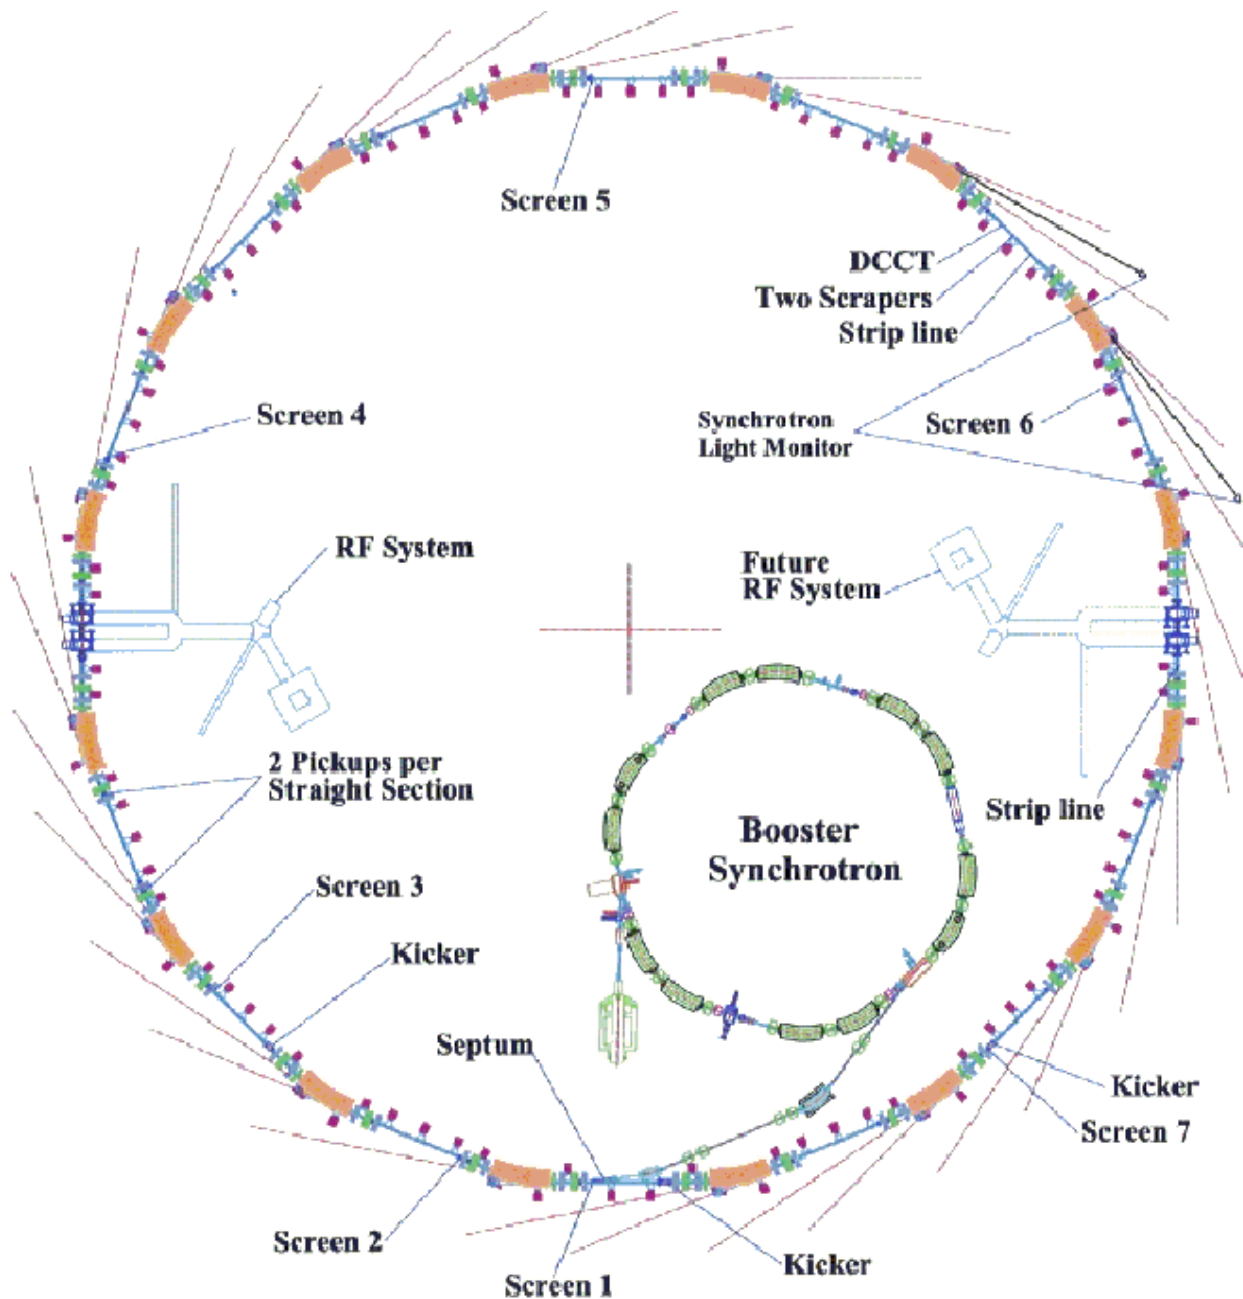 Screen 5
DCCT
Two Scrapers
Strip line
Screen 4
Synchrotron
Light Monitor
Screen 6
RF System
Future
RF System
2 Pickups per
Straight Section
Strip line
Booster
Synchrotron
Screen 3
Kicker
Septum
Kicker
Screen 7
Screen 2
Kicker
Screen 1